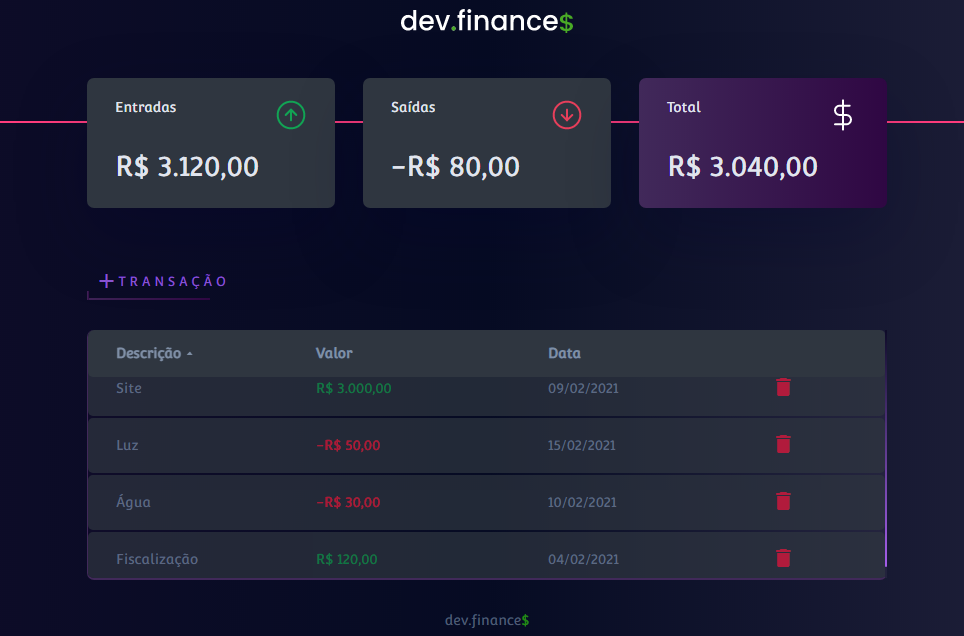 dev.finance$
Entradas
Saídas
Total
R$ 3.120,00
-R$ 80,00
R$ 3.040,00
+TRANSAÇÃO
Descrição Valor Data
Site R$ 3.000,00 09/02/2021
Luz -R$ 50,00 15/02/2021
Água -R$ 30,00 10/02/2021
Fiscalização R$ 120,00 04/02/2021
dev.finance$